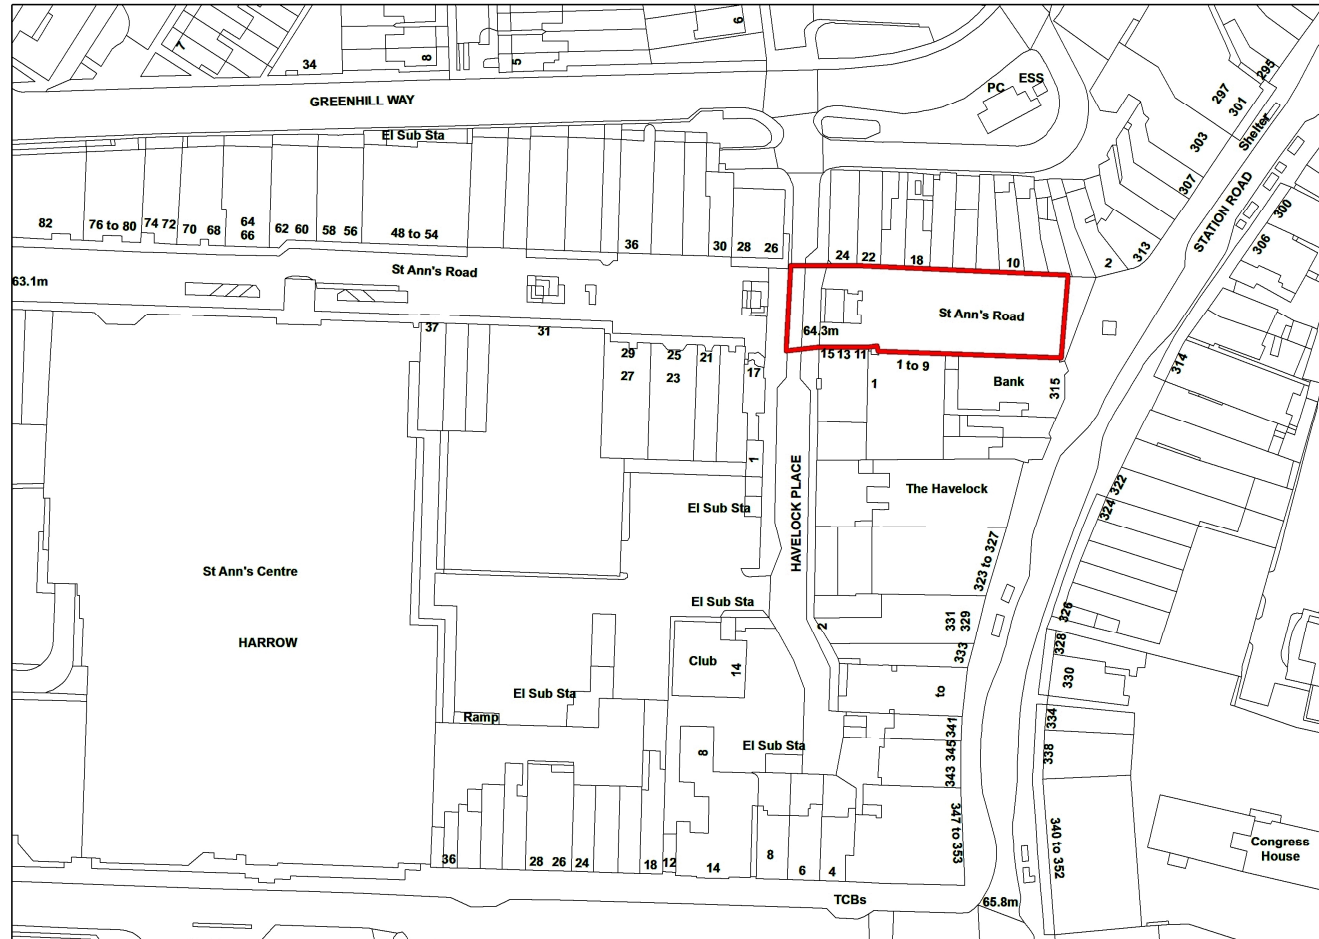 7
34
8
5
6
PC
ESS
295
297
301
303
307
Shelter
GREENHILL WAY
El Sub Sta
STATION ROAD
300
306
82
76 to 80
74
72
70
68
64
66
62
60
58
56
48 to 54
36
30
28
26
24
22
18
10
2
313
St Ann's Road
63.1m
St Ann's Road
64.3m
37
31
29
27
25
23
21
17
15
13
11
1
1 to 9
Bank
315
314
1
HAVELOCK PLACE
The Havelock
El Sub Sta
322
324
323 to 327
St Ann's Centre
El Sub Sta
2
331
329
326
328
HARROW
Club
14
333
to
330
El Sub Sta
Ramp
8
El Sub Sta
341
345
343
334
338
347 to 353
340 to 352
Congress
House
36
28
26
24
18
12
14
8
6
4
TCBs
65.8m